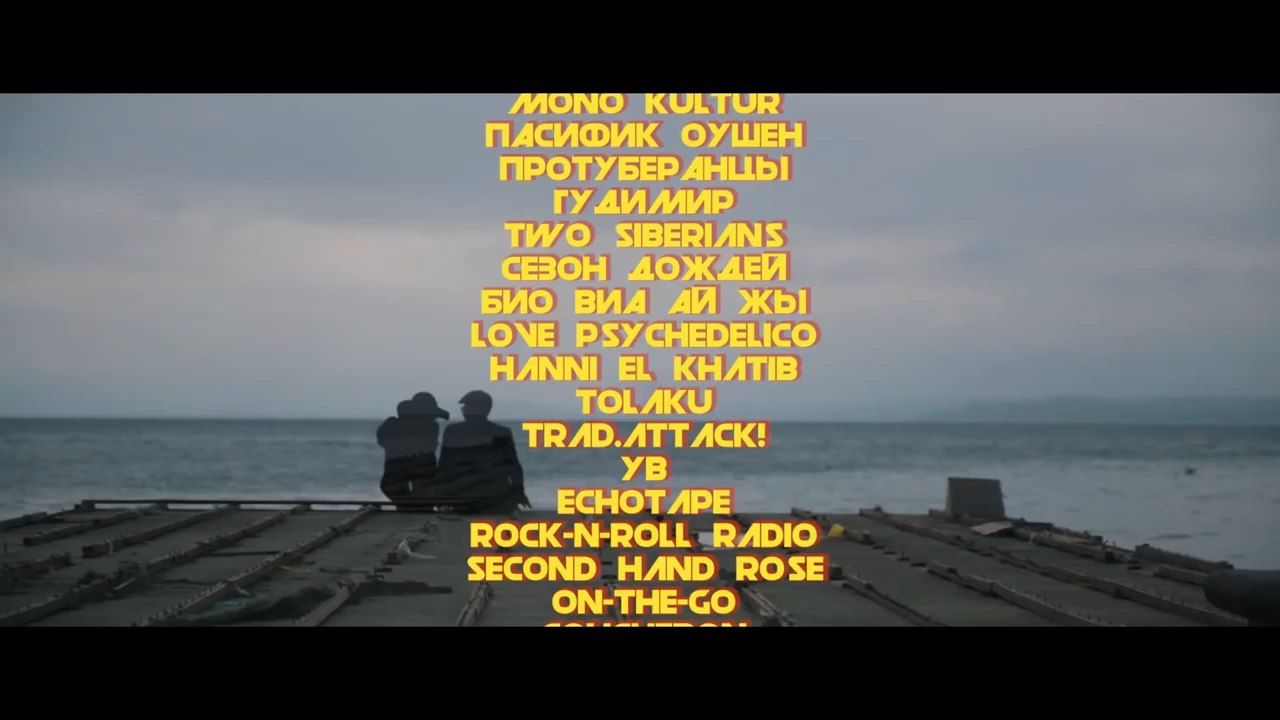 MONO KULTUR
ПАСИФИК ОУШЕН
ПРОТУБЕРАНЦЫ
ГУДИМИР
TWO SIBERIANS
СЕЗОН ДОЖДЕЙ
БИО ВИА АЙ ЖЫ
LOVE PSYCHEDELICO
HANNI EL KHATIB
TOLAKU
TRAD.ATTACK!
УВ
ECHOTAPE
ROCK-N-ROLL RADIO
SECOND HAND ROSE
ON-THE-GO